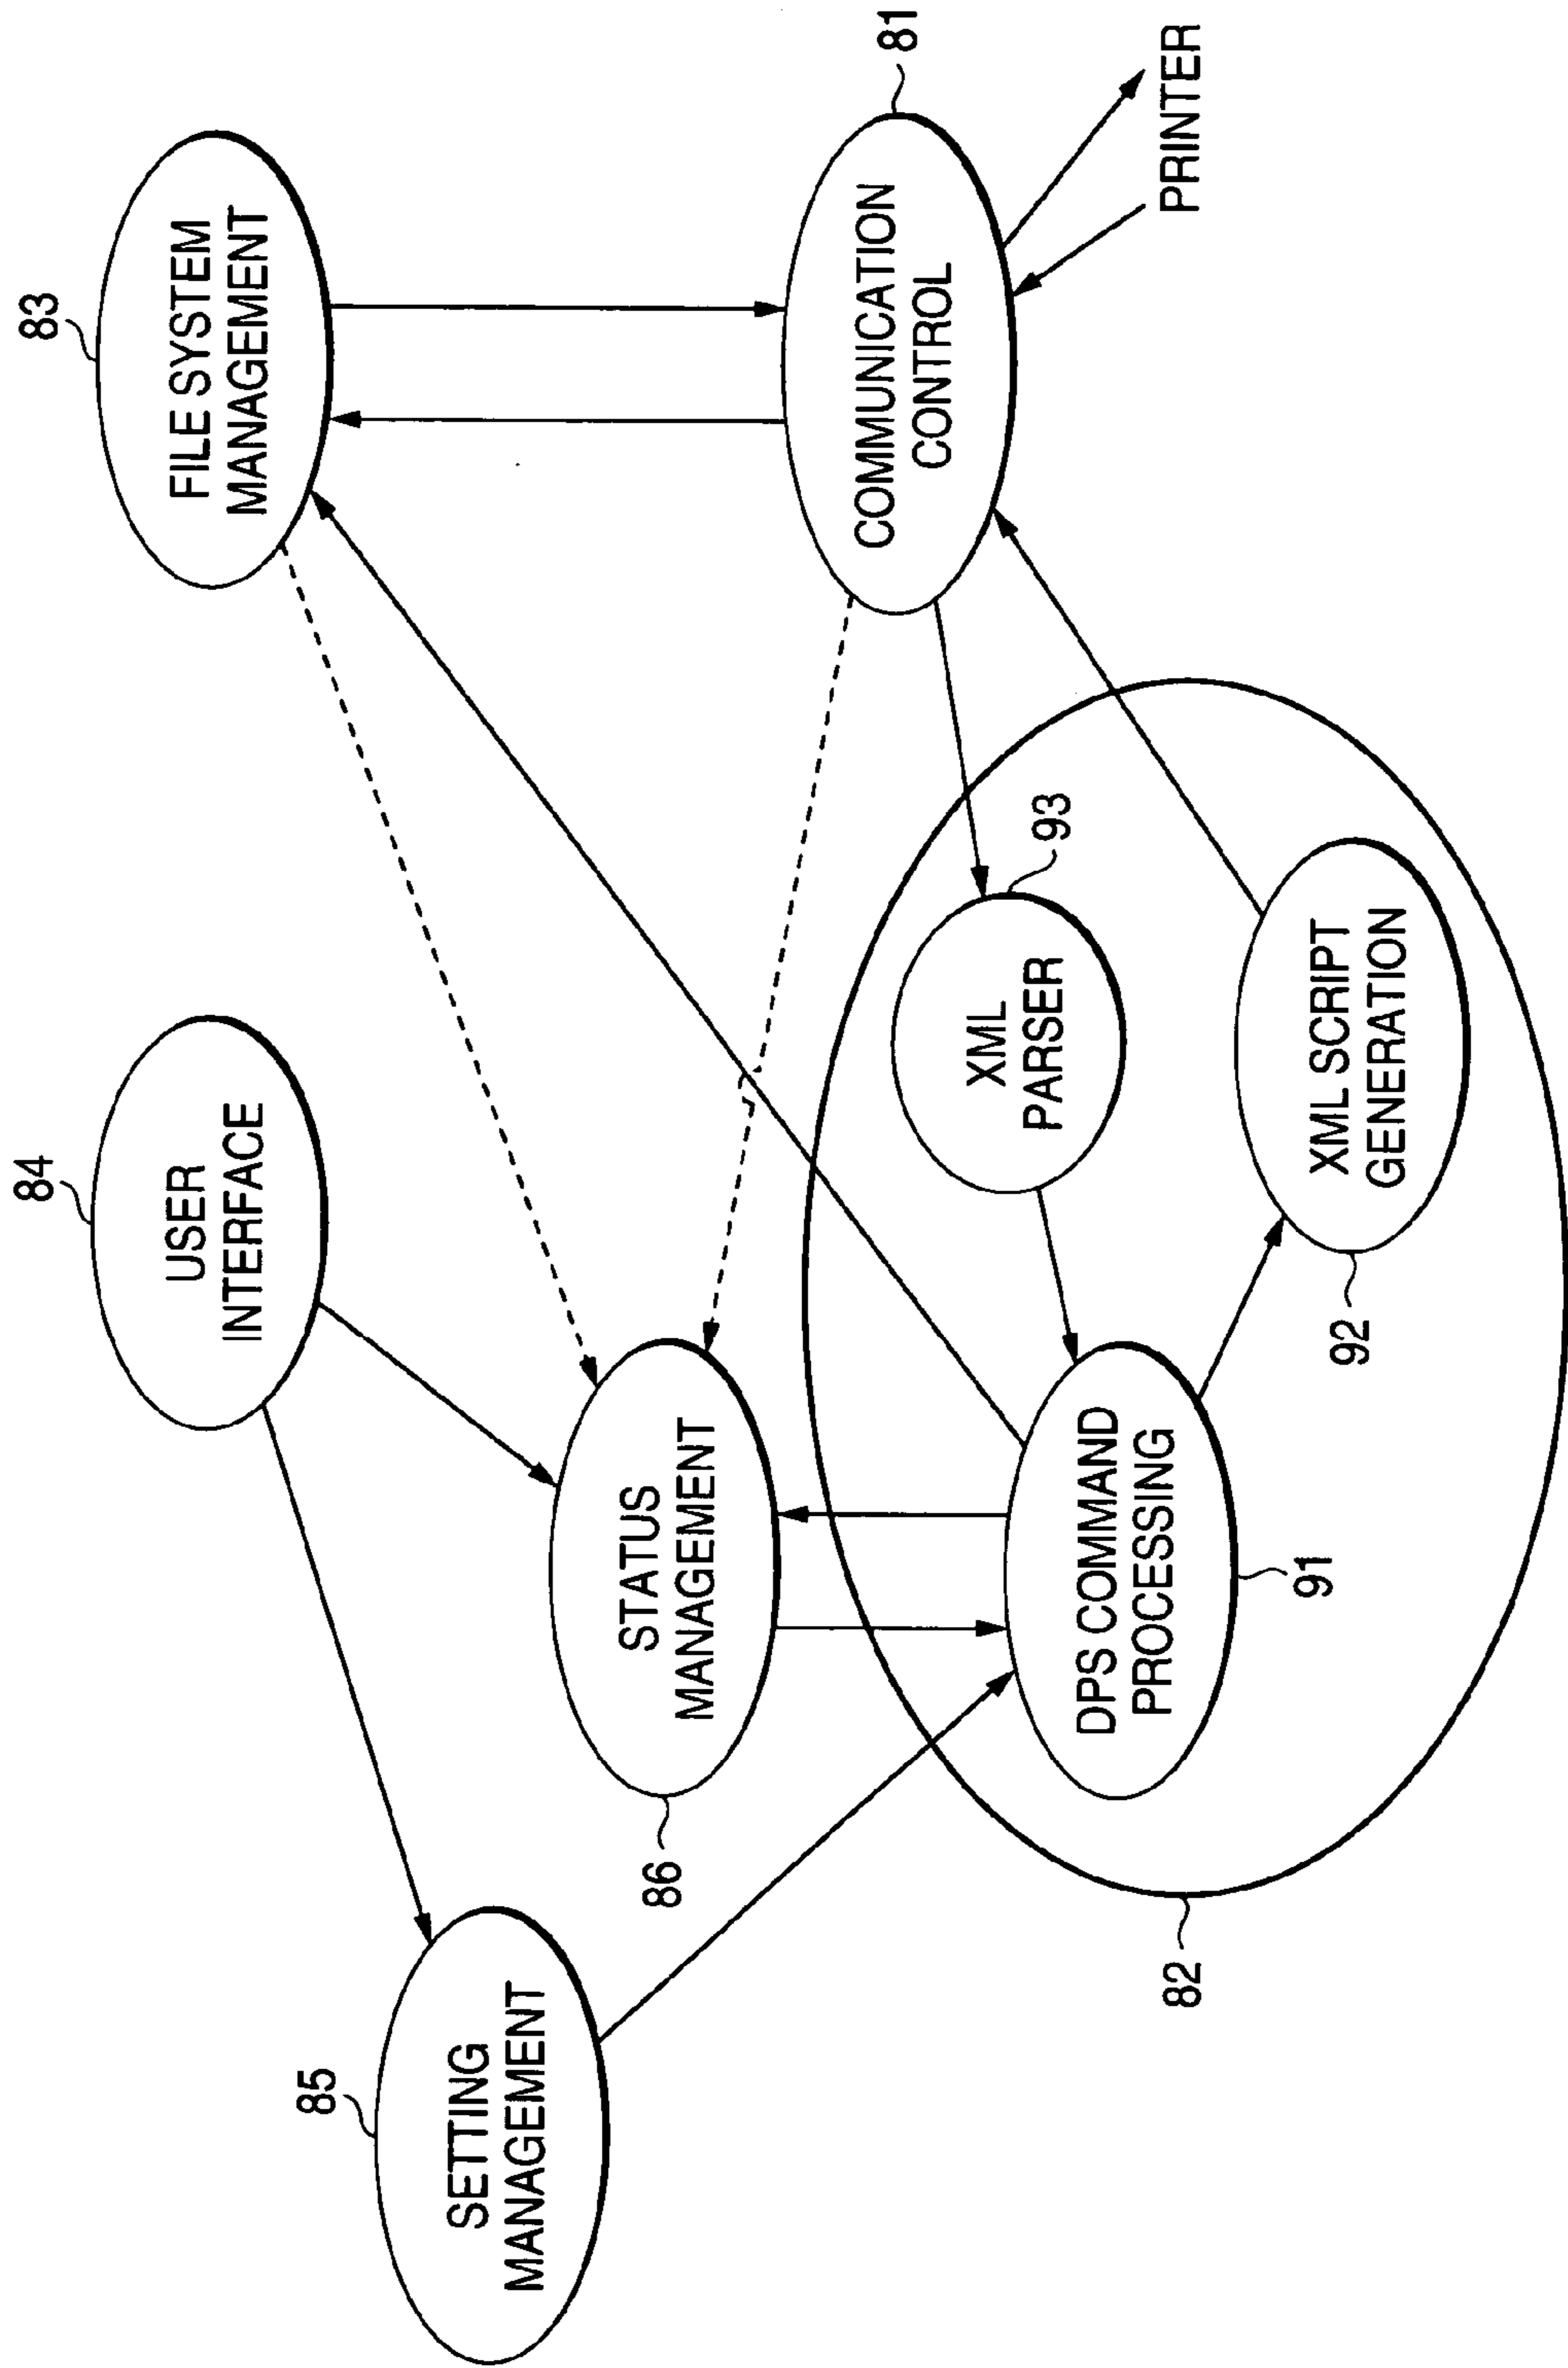 83
FILE SYSTEM
MANAGEMENT
84
USER
INTERFACE
85
SETTING
MANAGEMENT
86
STATUS
MANAGEMENT
81
COMMUNICATION
CONTROL
PRINTER
93
XML
PARSER
DPS COMMAND
PROCESSING
91
XML SCRIPT
GENERATION
92
82